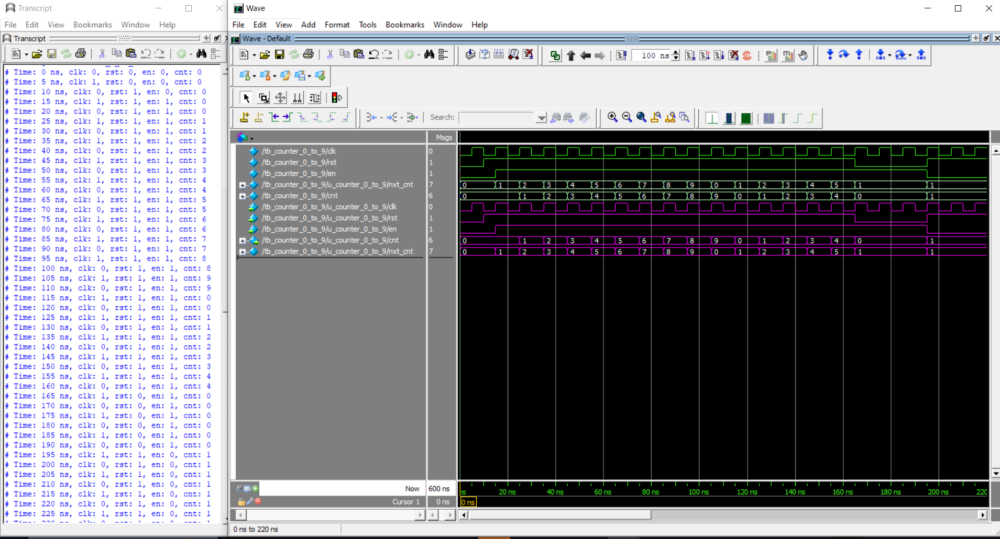 Transcript
File Edit View Bookmarks Window Help
Transcript
# Time: 0 ns, clk: 0, rst: 0, en: 0, cnt: 0
# Time: 5 ns, clk: 1, rst: 0, en: 0, cnt: 0
# Time: 10 ns, clk: 0, rst: 1, en: 0, cnt: 0
# Time: 15 ns, clk: 1, rst: 1, en: 1, cnt: 0
# Time: 20 ns, clk: 0, rst: 1, en: 1, cnt: 0
# Time: 25 ns, clk: 1, rst: 1, en: 1, cnt: 1
# Time: 30 ns, clk: 0, rst: 1, en: 1, cnt: 1
# Time: 35 ns, clk: 1, rst: 1, en: 1, cnt: 2
# Time: 40 ns, clk: 0, rst: 1, en: 1, cnt: 2
# Time: 45 ns, clk: 1, rst: 1, en: 1, cnt: 3
# Time: 50 ns, clk: 0, rst: 1, en: 1, cnt: 3
# Time: 55 ns, clk: 1, rst: 1, en: 1, cnt: 4
# Time: 60 ns, clk: 0, rst: 1, en: 1, cnt: 4
# Time: 65 ns, clk: 1, rst: 1, en: 1, cnt: 5
# Time: 70 ns, clk: 0, rst: 1, en: 1, cnt: 5
# Time: 75 ns, clk: 1, rst: 1, en: 1, cnt: 6
# Time: 80 ns, clk: 0, rst: 1, en: 1, cnt: 6
# Time: 85 ns, clk: 1, rst: 1, en: 1, cnt: 7
# Time: 90 ns, clk: 0, rst: 1, en: 1, cnt: 7
# Time: 95 ns, clk: 1, rst: 1, en: 1, cnt: 8
# Time: 100 ns, clk: 0, rst: 1, en: 1, cnt: 8
# Time: 105 ns, clk: 1, rst: 1, en: 1, cnt: 9
# Time: 110 ns, clk: 0, rst: 1, en: 1, cnt: 9
# Time: 115 ns, clk: 1, rst: 1, en: 1, cnt: 0
# Time: 120 ns, clk: 0, rst: 1, en: 1, cnt: 0
# Time: 125 ns, clk: 1, rst: 1, en: 1, cnt: 1
# Time: 130 ns, clk: 0, rst: 1, en: 1, cnt: 1
# Time: 135 ns, clk: 1, rst: 1, en: 1, cnt: 2
# Time: 140 ns, clk: 0, rst: 1, en: 1, cnt: 2
# Time: 145 ns, clk: 1, rst: 1, en: 1, cnt: 3
# Time: 150 ns, clk: 0, rst: 1, en: 1, cnt: 3
# Time: 155 ns, clk: 1, rst: 1, en: 1, cnt: 4
# Time: 160 ns, clk: 0, rst: 1, en: 1, cnt: 4
# Time: 165 ns, clk: 1, rst: 0, en: 1, cnt: 0
# Time: 170 ns, clk: 0, rst: 0, en: 1, cnt: 0
# Time: 175 ns, clk: 1, rst: 0, en: 1, cnt: 0
# Time: 180 ns, clk: 0, rst: 0, en: 1, cnt: 0
# Time: 185 ns, clk: 1, rst: 0, en: 1, cnt: 0
# Time: 190 ns, clk: 0, rst: 0, en: 1, cnt: 0
# Time: 195 ns, clk: 1, rst: 1, en: 0, cnt: 1
# Time: 200 ns, clk: 0, rst: 1, en: 0, cnt: 1
# Time: 205 ns, clk: 1, rst: 1, en: 0, cnt: 1
# Time: 210 ns, clk: 0, rst: 1, en: 0, cnt: 1
# Time: 215 ns, clk: 1, rst: 1, en: 0, cnt: 1
# Time: 220 ns, clk: 0, rst: 1, en: 0, cnt: 1
# Time: 225 ns, clk: 1, rst: 1, en: 0, cnt: 1
Wave
File Edit View Add Format Tools Bookmarks Window Help
Wave - Default
100 ns
Search:
Msgs
/tb_counter_0_to_9/clk 0
/tb_counter_0_to_9/rst 1
/tb_counter_0_to_9/en 1
/tb_counter_0_to_9/u_counter_0_to_9/nxt_cnt 7 0 1 2 3 4 5 6 7 8 9 0 1 2 3 4 5 1 1
/tb_counter_0_to_9/cnt 6 0 1 2 3 4 5 6 7 8 9 0 1 2 3 4 0 1
/tb_counter_0_to_9/u_counter_0_to_9/clk 0
/tb_counter_0_to_9/u_counter_0_to_9/rst 1
/tb_counter_0_to_9/u_counter_0_to_9/en 1
/tb_counter_0_to_9/u_counter_0_to_9/cnt 6 0 1 2 3 4 5 6 7 8 9 0 1 2 3 4 0 1
/tb_counter_0_to_9/u_counter_0_to_9/nxt_cnt 7 0 1 2 3 4 5 6 7 8 9 0 1 2 3 4 5 1 1
Now 600 ns ns 20 ns 40 ns 60 ns 80 ns 100 ns 120 ns 140 ns 160 ns 180 ns 200 ns 220
Cursor 1 0 ns 0 ns
0 ns to 220 ns